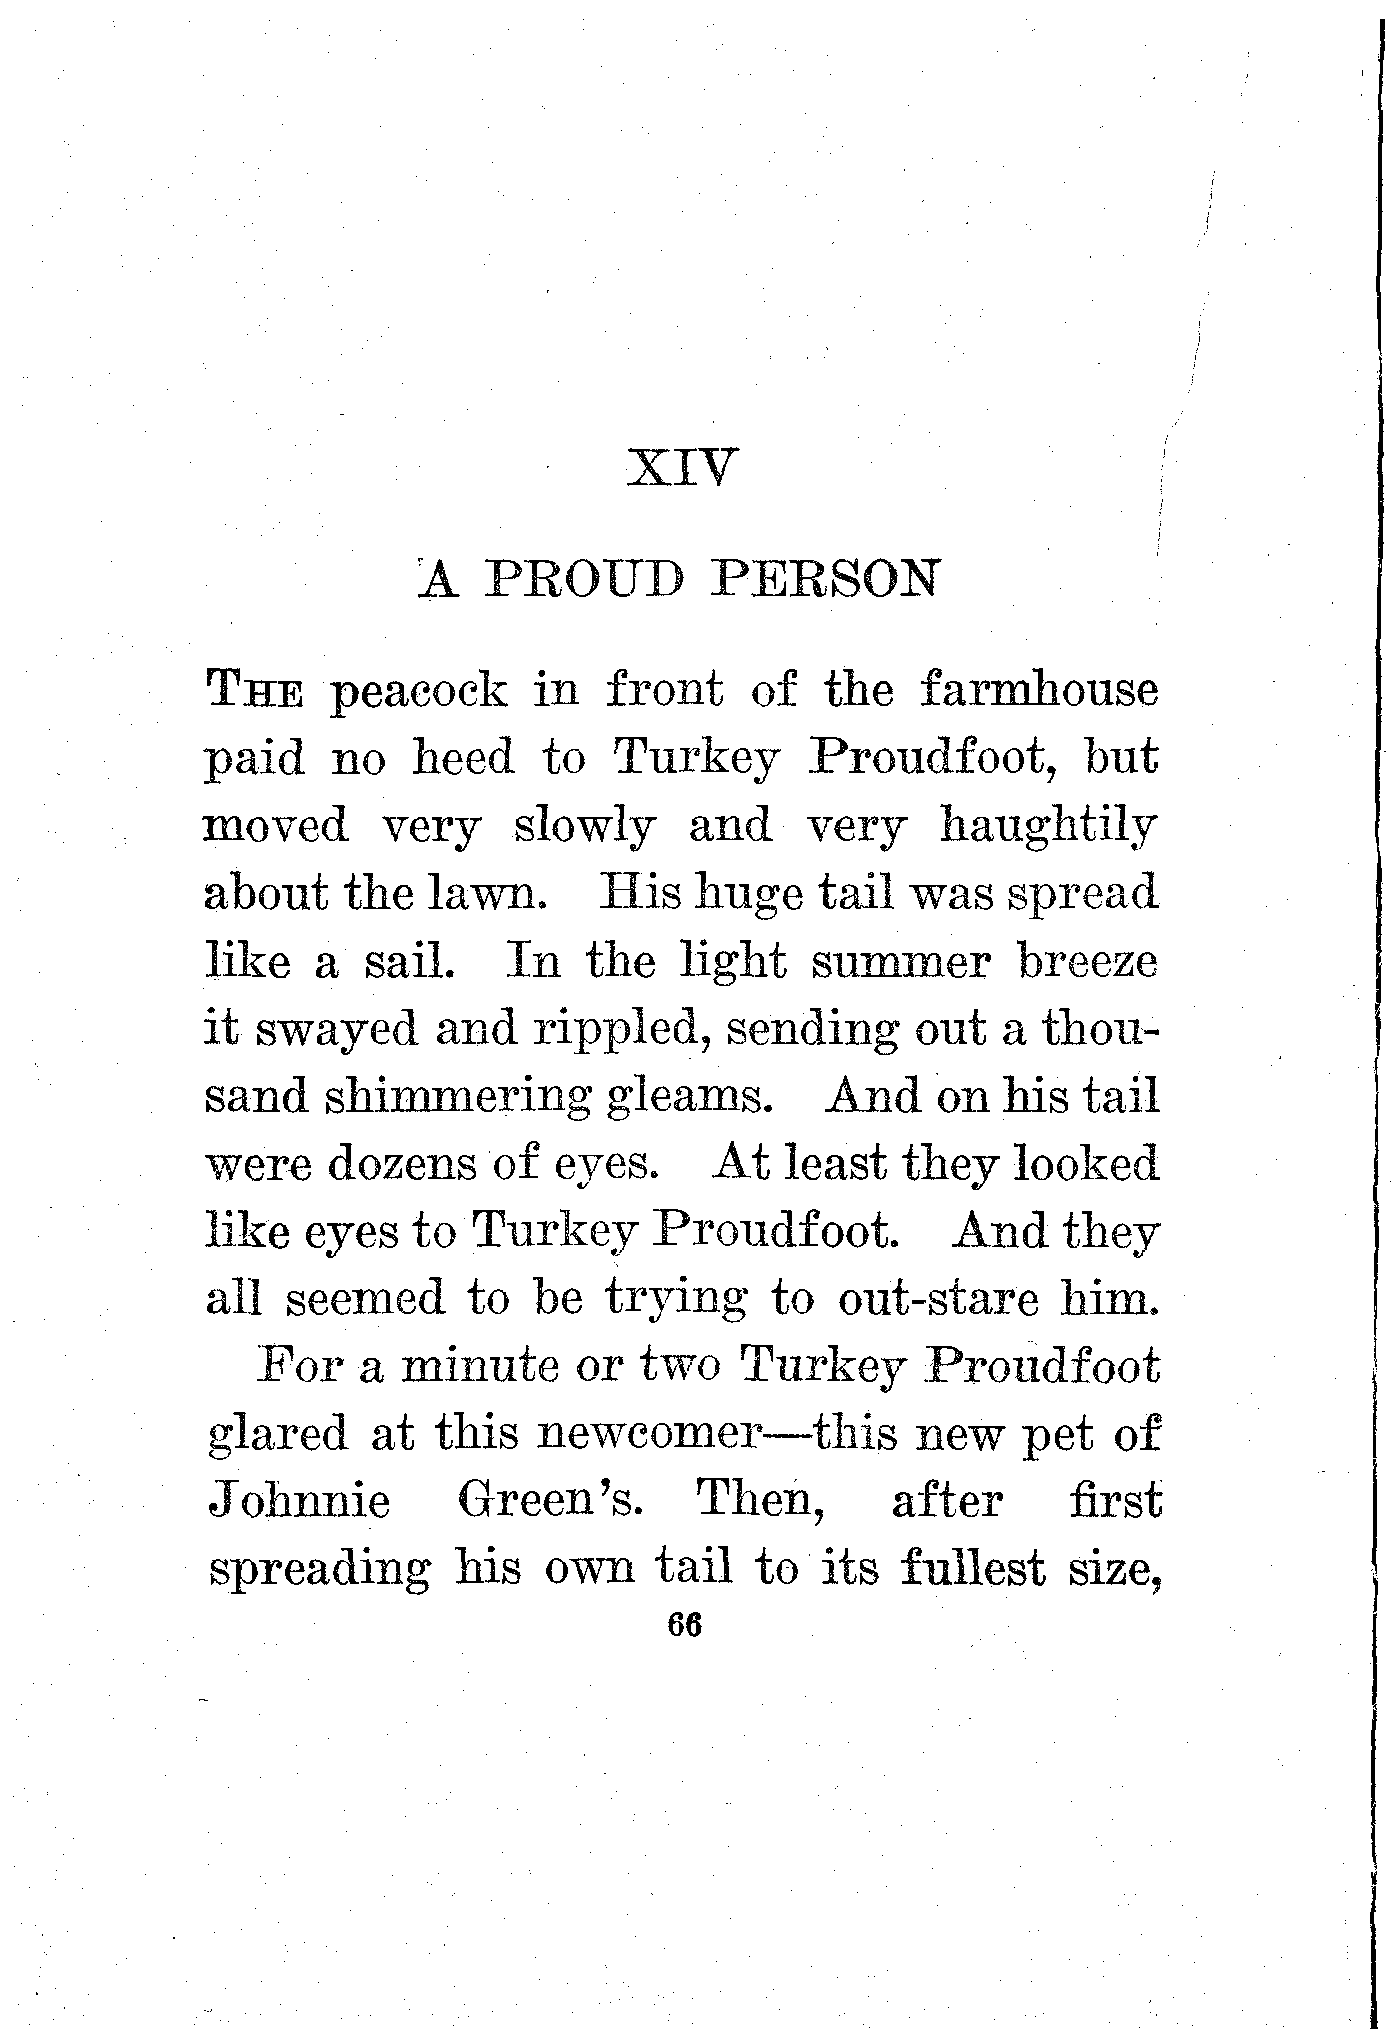 XIV
A PROUD PERSON
THE peacock in front of the farmhouse
paid no heed to Turkey Proudfoot, but
moved very slowly and very haughtily
about the lawn. His huge tail was spread
like a sail. In the light summer breeze
it swayed and rippled, sending out a thou-
sand shimmering gleams. And on his tail
were dozens of eyes. At least they looked
like eyes to Turkey Proudfoot. And they
all seemed to be trying to out-stare him.
For a minute or two Turkey Proudfoot
glared at this newcomer—this new pet of
Johnnie Green's. Then, after first
spreading his own tail to its fullest size,
66